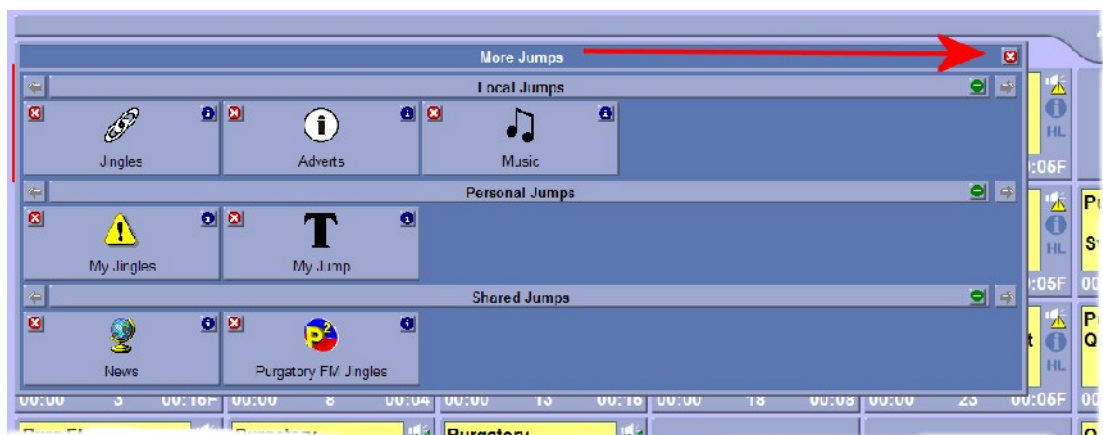 More Jumps
Local Jumps
Jingles Adverts Music
Personal Jumps
My Jingles My Jump
Shared Jumps
News Purgatory FM Jingles
HL
:05F
HL
:05F
HL
00:00 3 00:16F 00:00 8 00:04 00:00 13 00:16 00:00 18 00:08 00:00 23 00:05F 00
Purgatory